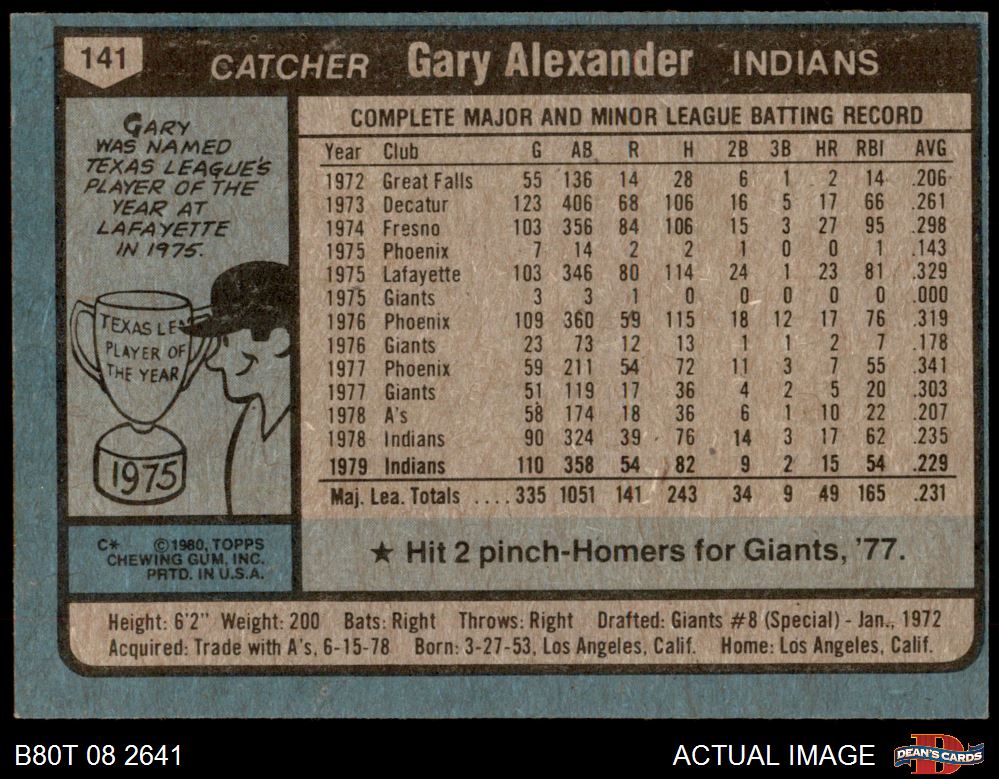 141 CATCHER Gary Alexander INDIANS
GARY
WAS NAMED
TEXAS LEAGUE'S
PLAYER OF THE
YEAR AT
LAFAYETTE
IN 1975.
TEXAS LE
PLAYER OF
THE YEAR
1975
C* ©1980, TOPPS
CHEWING GUM, INC.
PRTD. IN U.S.A.
COMPLETE MAJOR AND MINOR LEAGUE BATTING RECORD
Year Club G AB R H 2B 3B HR RBI AVG
1972 Great Falls 55 136 14 28 6 1 2 14 .206
1973 Decatur 123 406 68 106 16 5 17 66 .261
1974 Fresno 103 356 84 106 15 3 27 95 .298
1975 Phoenix 7 14 2 2 1 0 0 1 .143
1975 Lafayette 103 346 80 114 24 1 23 81 .329
1975 Giants 3 3 1 0 0 0 0 0 .000
1976 Phoenix 109 360 59 115 18 12 17 76 .319
1976 Giants 23 73 12 13 1 1 2 7 .178
1977 Phoenix 59 211 54 72 11 3 7 55 .341
1977 Giants 51 119 17 36 4 2 5 20 .303
1978 A's 58 174 18 36 6 1 10 22 .207
1978 Indians 90 324 39 76 14 3 17 62 .235
1979 Indians 110 358 54 82 9 2 15 54 .229
Maj. Lea. Totals .... 335 1051 141 243 34 9 49 165 .231
★ Hit 2 pinch-Homers for Giants, '77.
Height: 6'2" Weight: 200 Bats: Right Throws: Right Drafted: Giants #8 (Special) - Jan., 1972
Acquired: Trade with A's, 6-15-78 Born: 3-27-53, Los Angeles, Calif. Home: Los Angeles, Calif.
B80T 08 2641 ACTUAL IMAGE DEAN'S CARDS